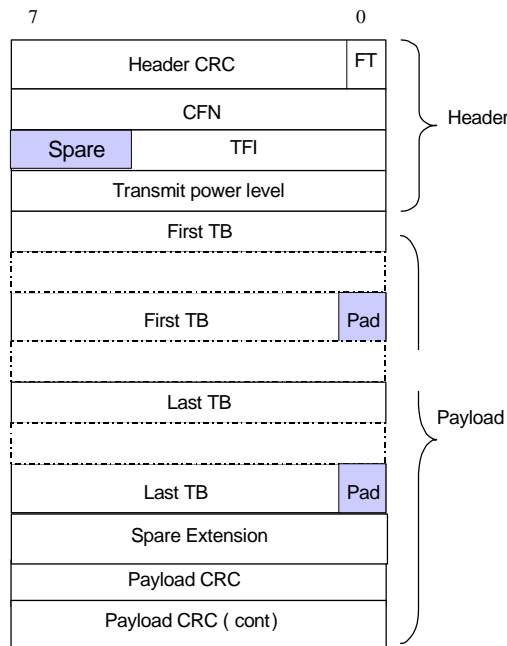 7 0
Header CRC FT
Header
CFN
Spare TFI
Transmit power level
First TB
First TB Pad
Last TB
Payload
Last TB Pad
Spare Extension
Payload CRC
Payload CRC ( cont)